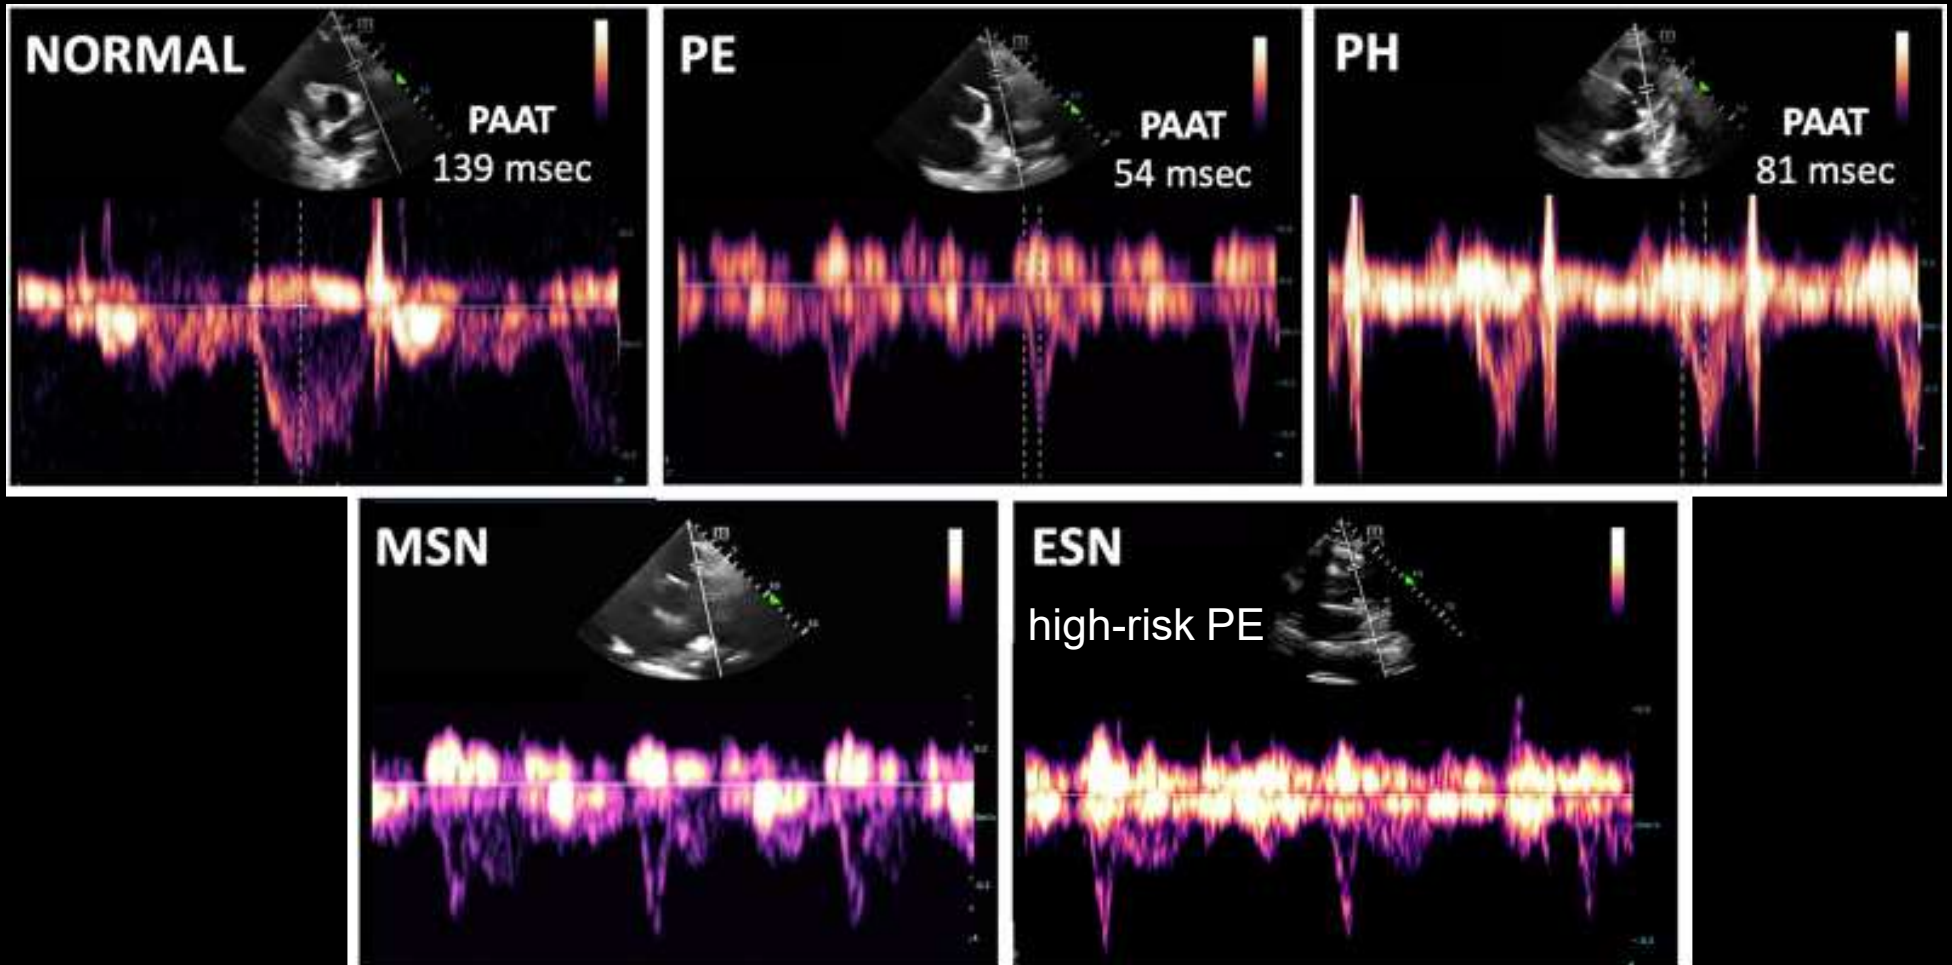 NORMAL
PAAT
139 msec
PE
PAAT
54 msec
PH
PAAT
81 msec
MSN
ESN
high-risk PE